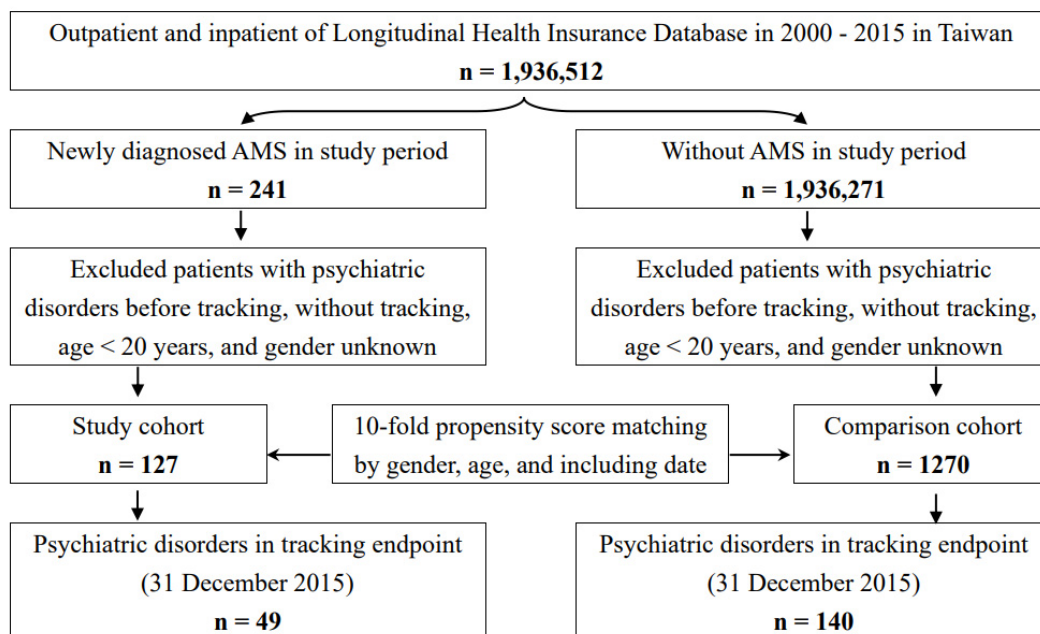 Outpatient and inpatient of Longitudinal Health Insurance Database in 2000 - 2015 in Taiwan
n = 1,936,512
Newly diagnosed AMS in study period
n = 241
Without AMS in study period
n = 1,936,271
Excluded patients with psychiatric
disorders before tracking, without tracking,
age < 20 years, and gender unknown
Excluded patients with psychiatric
disorders before tracking, without tracking,
age < 20 years, and gender unknown
Study cohort
n = 127
10-fold propensity score matching
by gender, age, and including date
Comparison cohort
n = 1270
Psychiatric disorders in tracking endpoint
(31 December 2015)
n = 49
Psychiatric disorders in tracking endpoint
(31 December 2015)
n = 140